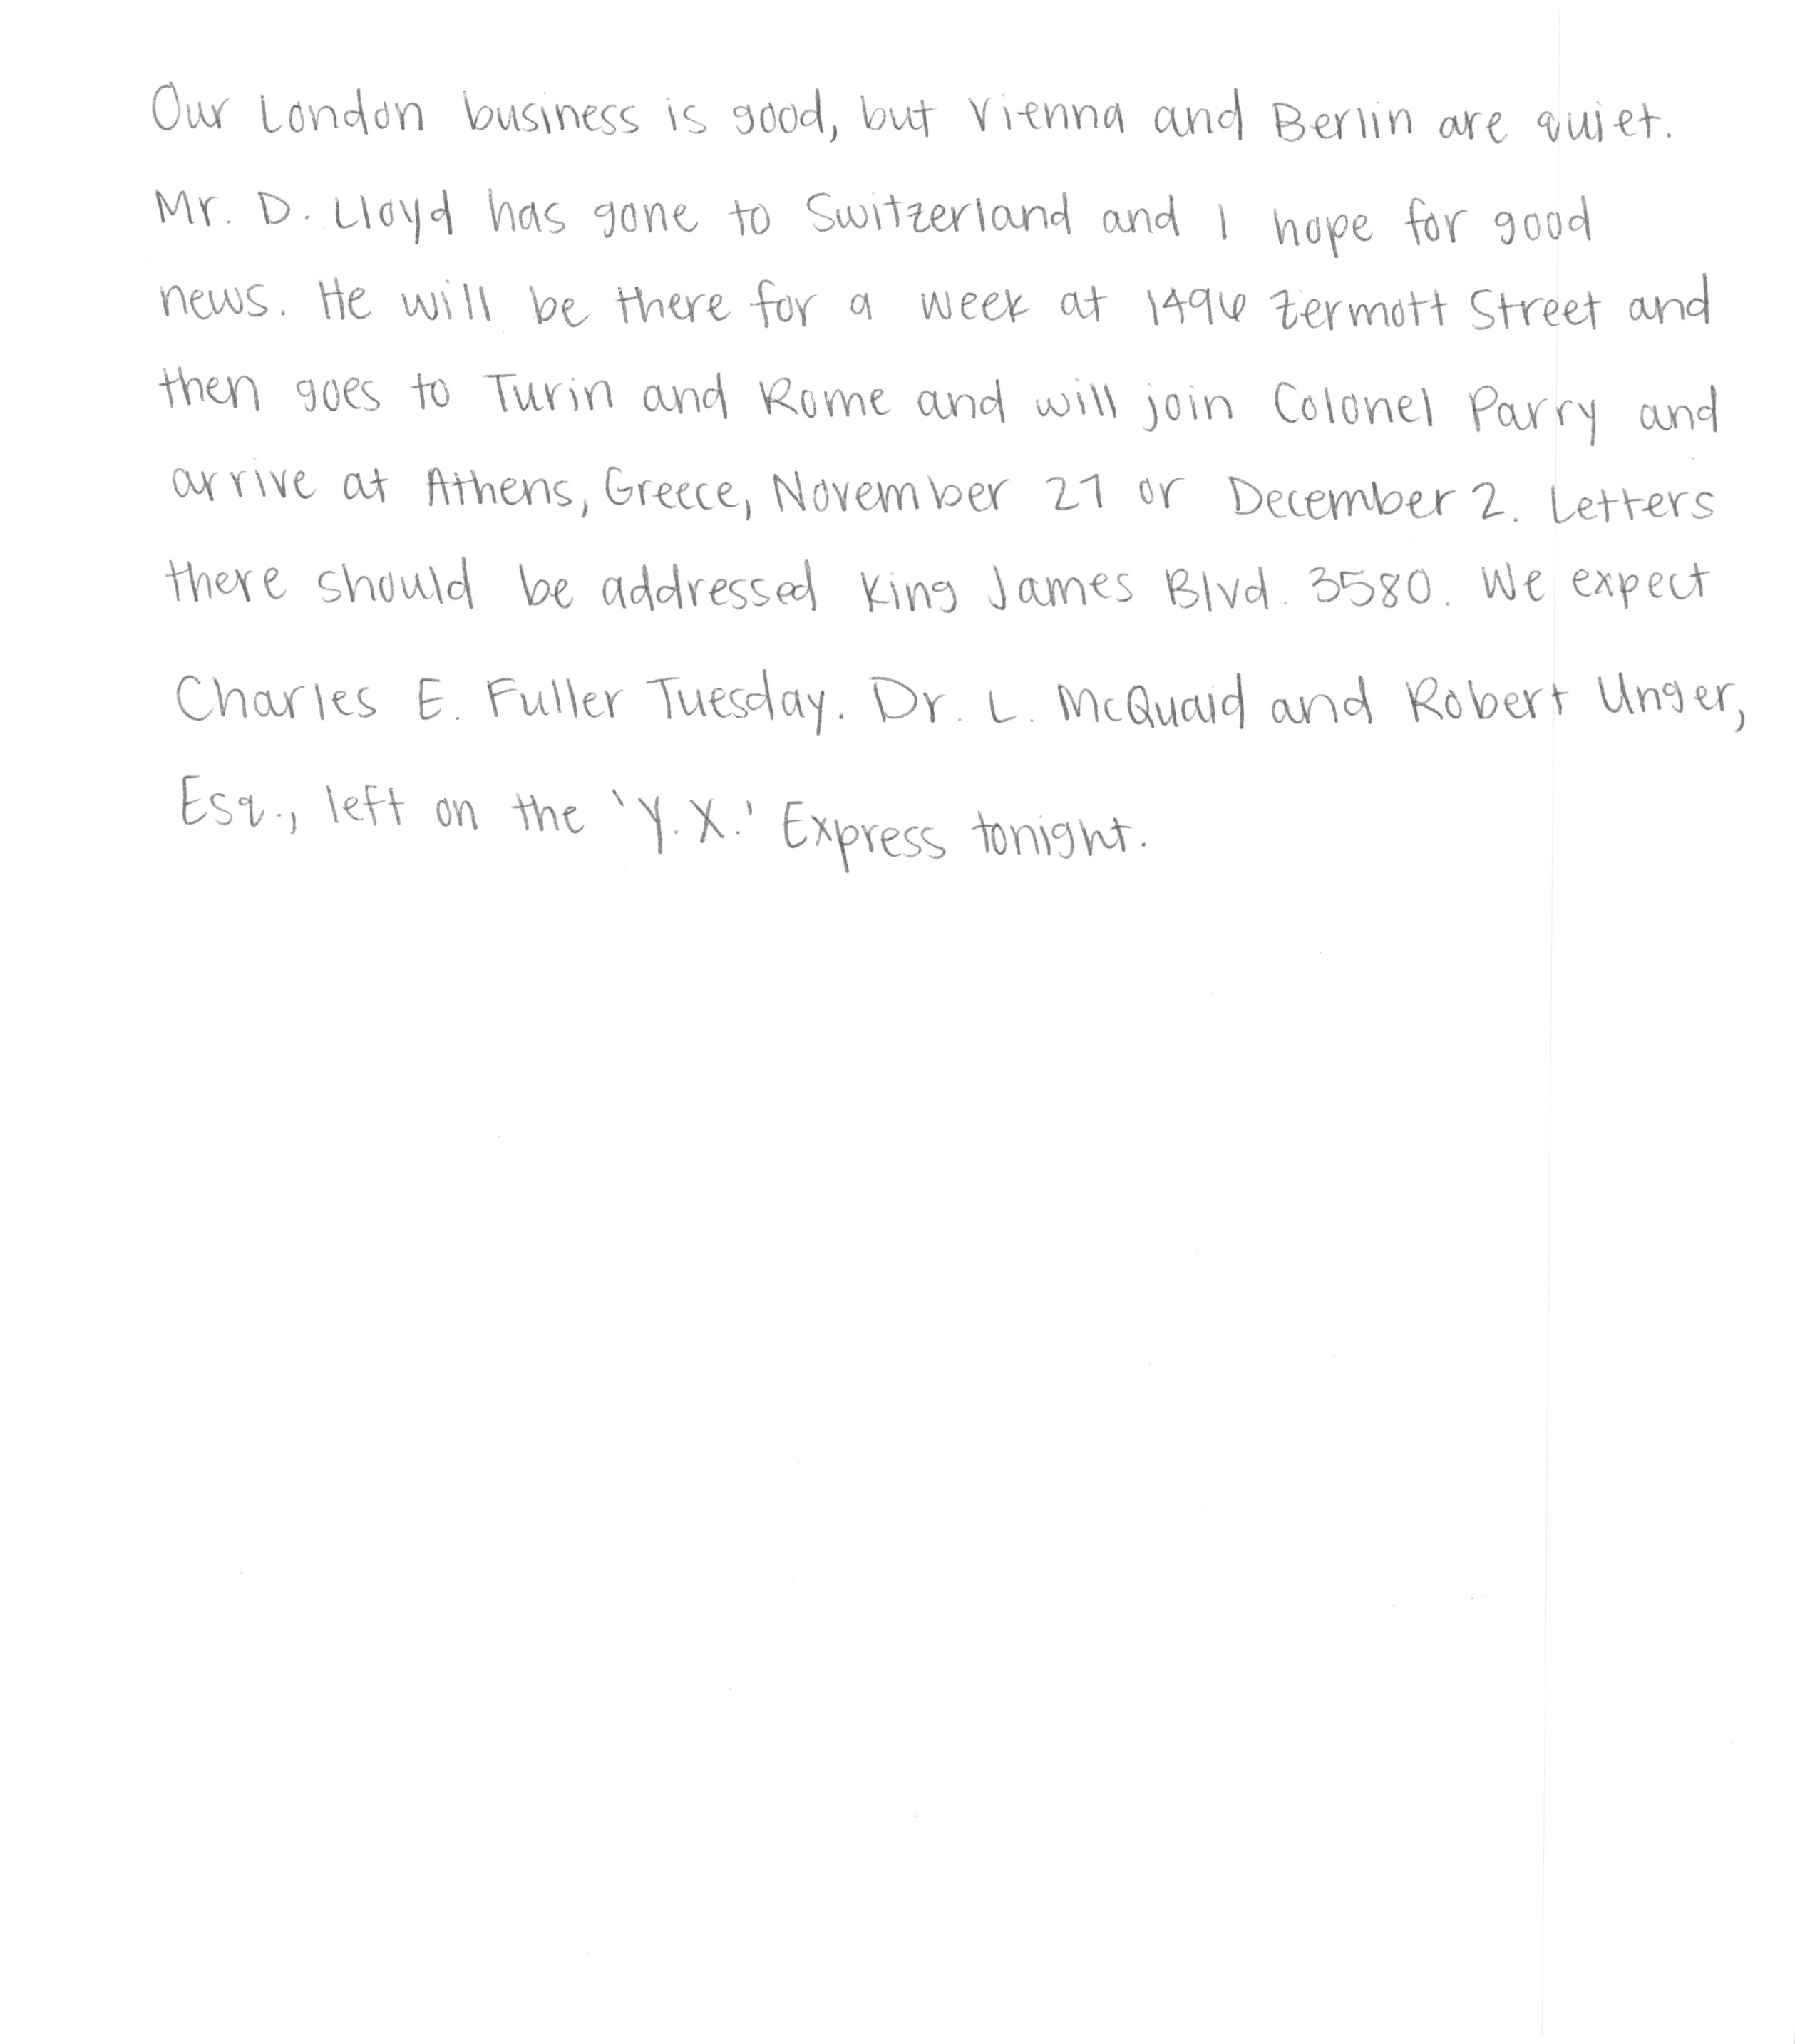 Our London business is good, but Vienna and Berlin are quiet.
Mr. D. Lloyd has gone to Switzerland and I hope for good
news. He will be there for a week at 1496 Zermott Street and
then goes to Turin and Rome and will join Colonel Parry and
arrive at Athens, Greece, November 27 or December 2. Letters
there should be addressed King James Blvd. 3580. We expect
Charles E. Fuller Tuesday. Dr. L. McQuaid and Robert Unger,
Esq., left on the 'Y.X.' Express tonight.